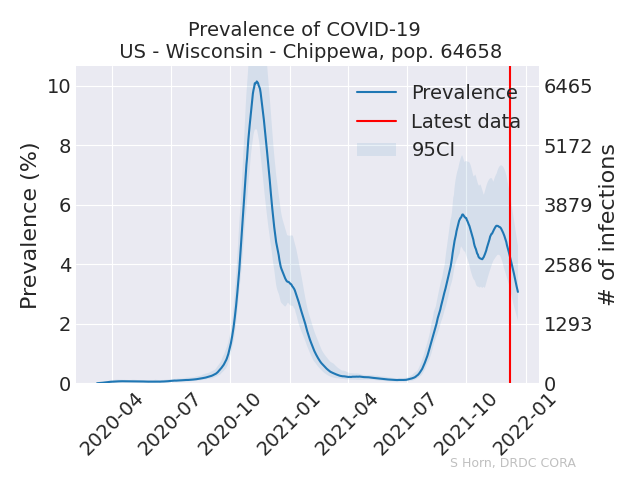 Prevalence of COVID-19
US - Wisconsin - Chippewa, pop. 64658
Prevalence (%)
10
8
6
4
2
0
Prevalence
Latest data
95CI
6465
5172
3879
2586
1293
0
# of infections
2020-04
2020-07
2020-10
2021-01
2021-04
2021-07
2021-10
2022-01
S Horn, DRDC CORA